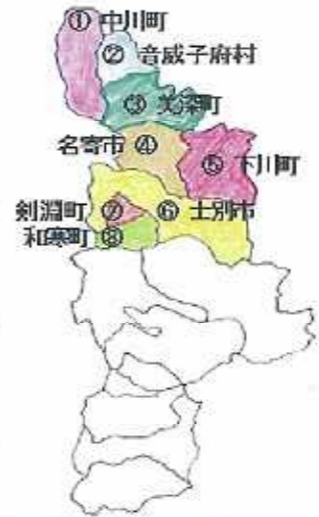 ① 中川町
② 音威子府村
③ 美深町
名寄市 ④
⑤ 下川町
剣淵町 ⑦ ⑥ 士別市
和寒町 ⑧